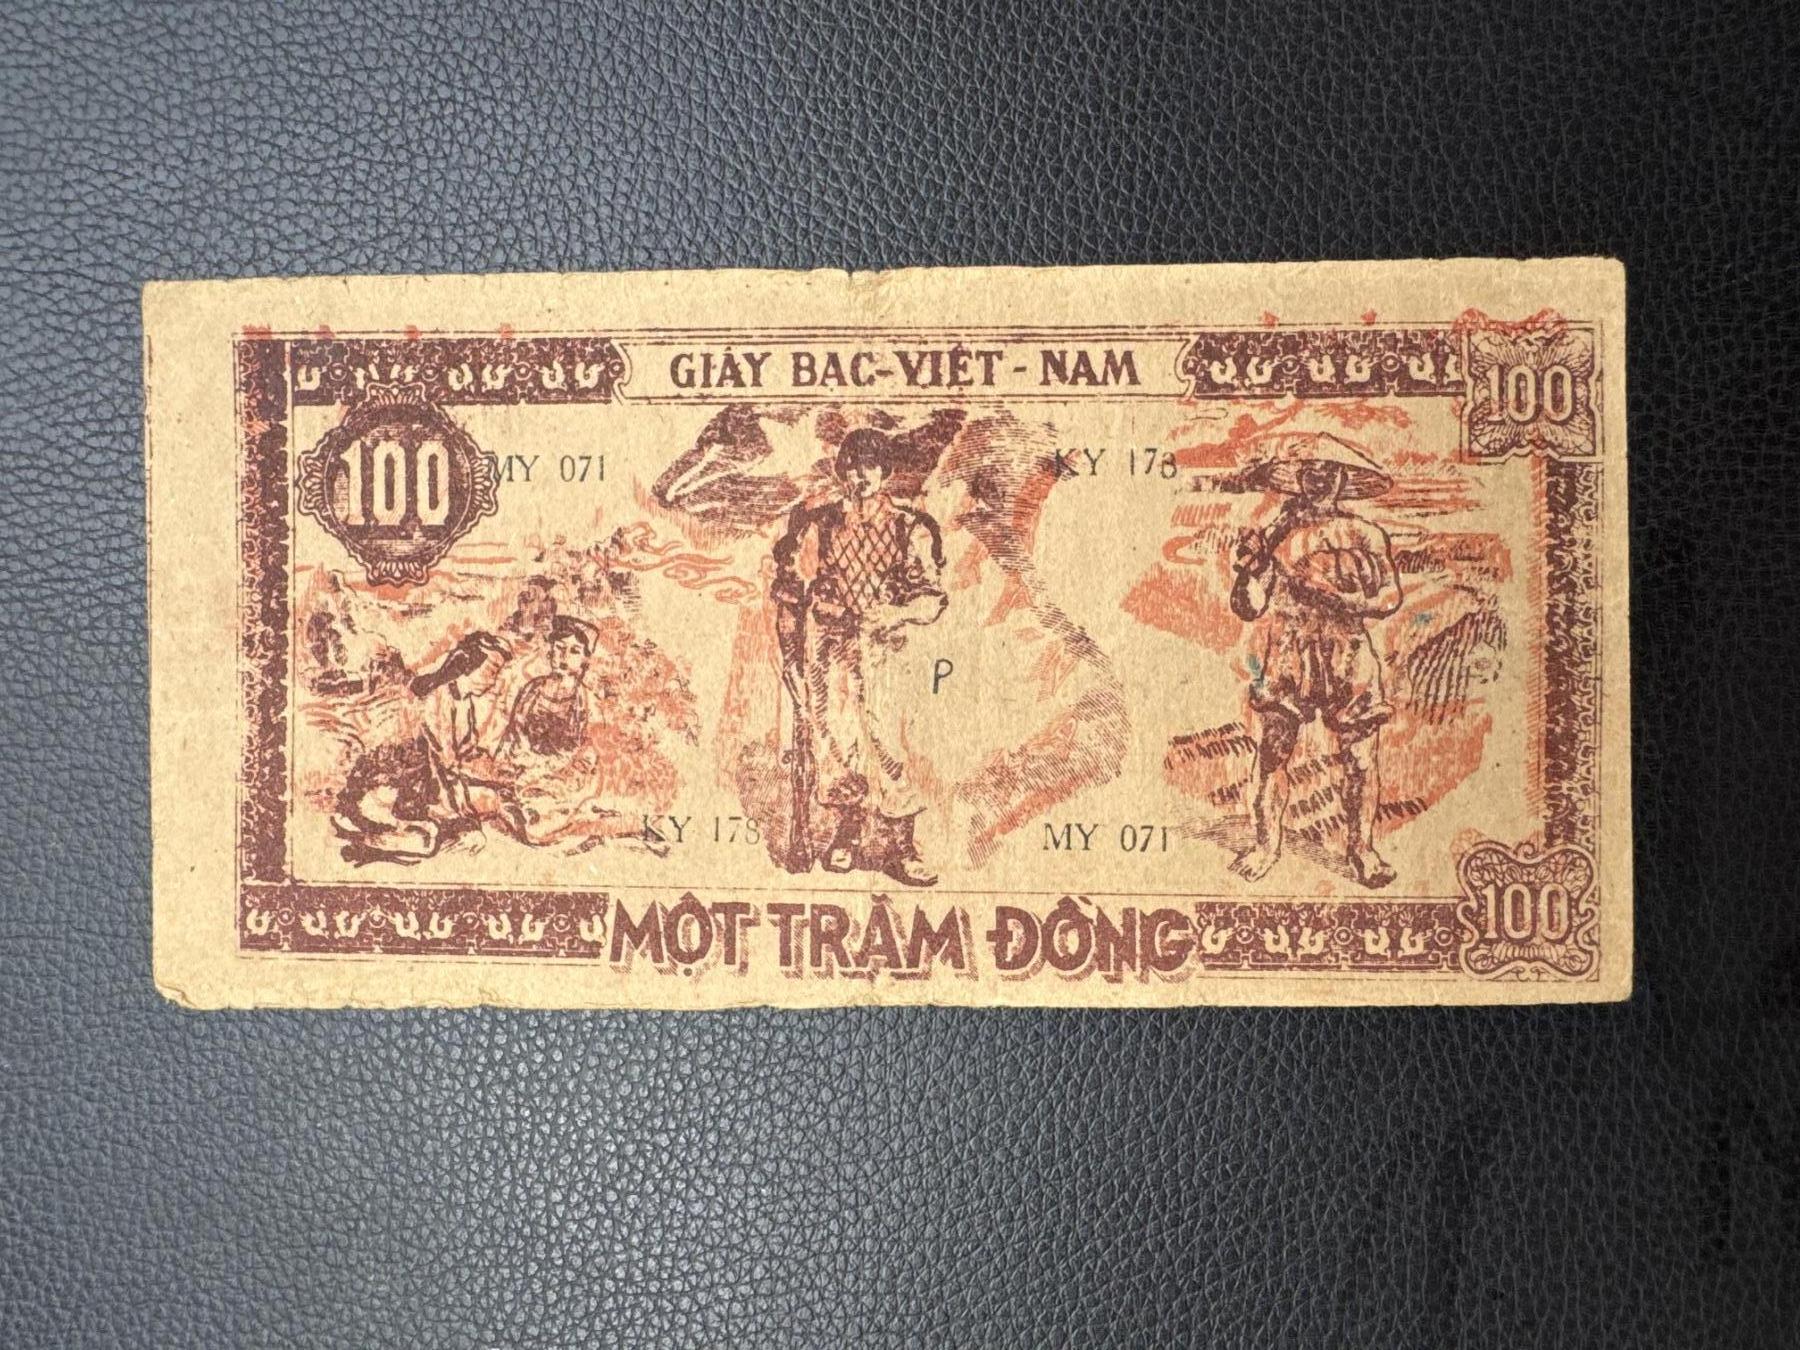 GIẤY BẠC-VIỆT-NAM
100
100
MY 071
KY 178
P
KY 178
MY 071
MỘT TRĂM ĐỒNG
100